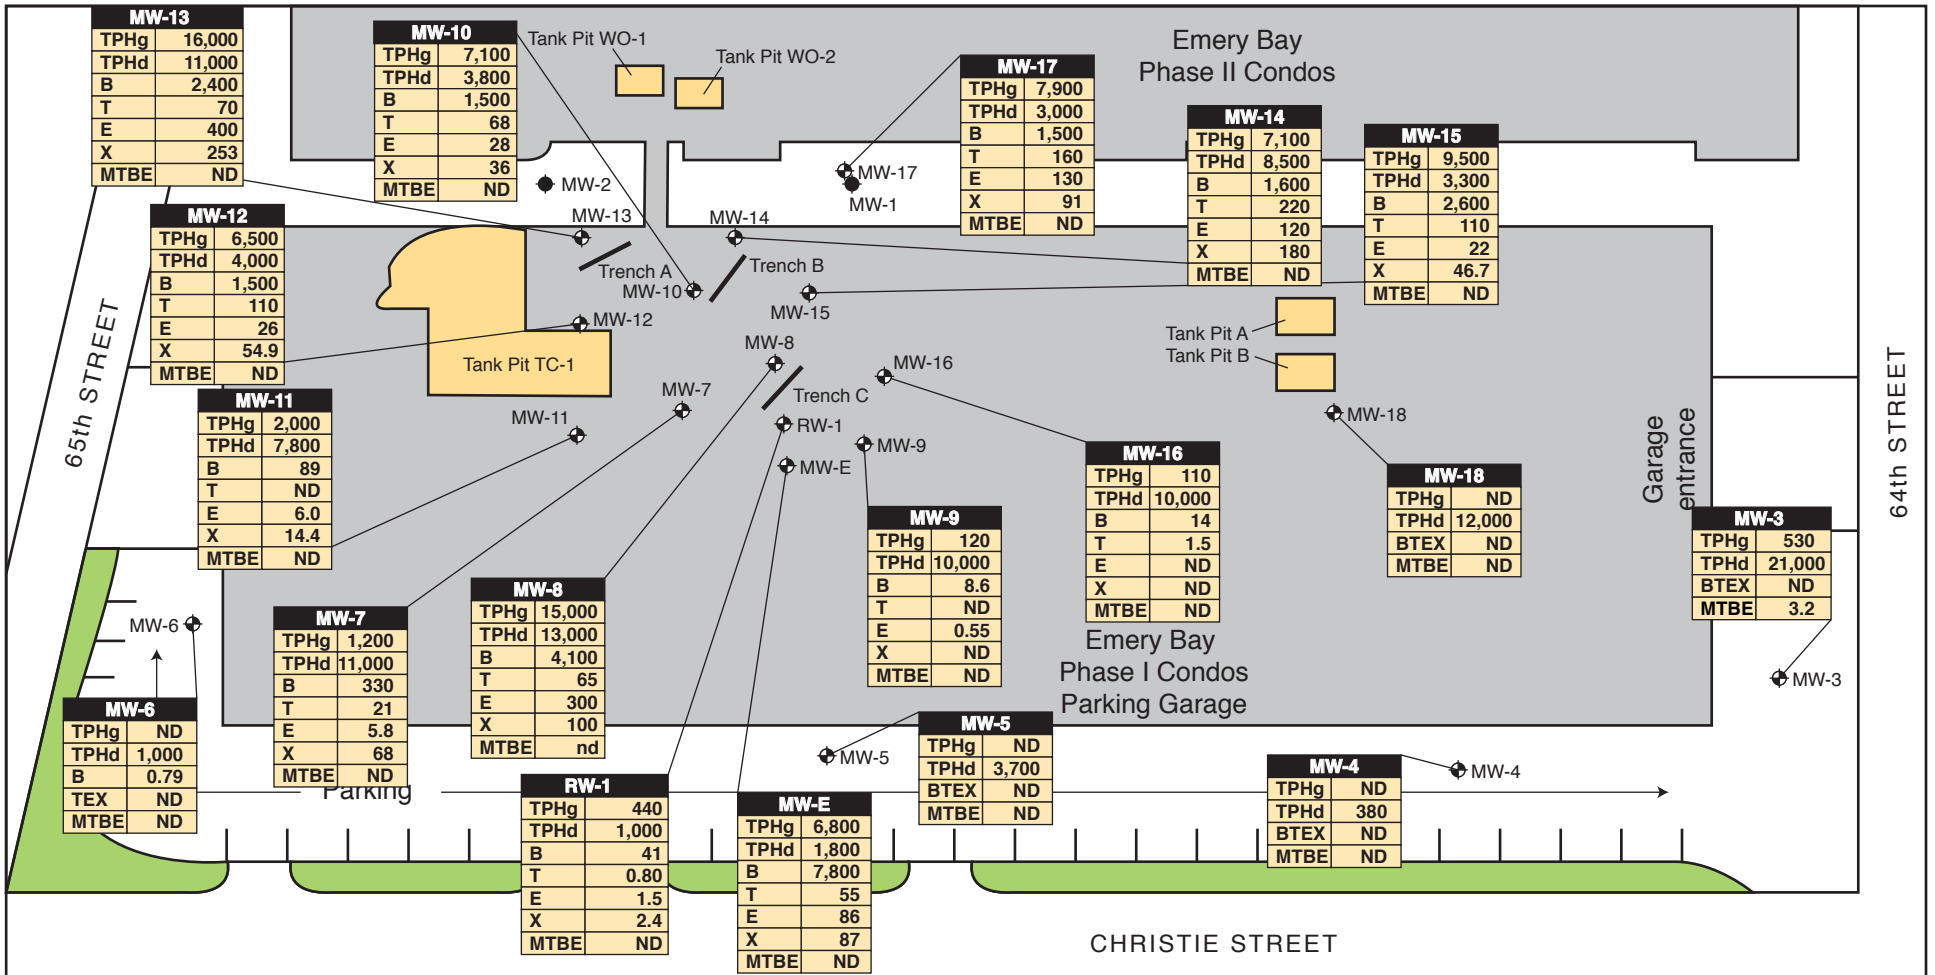 MW-13
TPHg 16,000
TPHd 11,000
B 2,400
T 70
E 400
X 253
MTBE ND
MW-10
TPHg 7,100
TPHd 3,800
B 1,500
T 68
E 28
X 36
MTBE ND
Tank Pit WO-1
Tank Pit WO-2
MW-17
TPHg 7,900
TPHd 3,000
B 1,500
T 160
E 130
X 91
MTBE ND
Emery Bay
Phase II Condos
MW-14
TPHg 7,100
TPHd 8,500
B 1,600
T 220
E 120
X 180
MTBE ND
MW-15
TPHg 9,500
TPHd 3,300
B 2,600
T 110
E 22
X 46.7
MTBE ND
MW-2
MW-17
MW-1
MW-13
MW-14
MW-12
TPHg 6,500
TPHd 4,000
B 1,500
T 110
E 26
X 54.9
MTBE ND
Trench A
Trench B
MW-10
MW-15
MW-12
Tank Pit TC-1
MW-8
MW-16
MW-7
Trench C
MW-11
RW-1
MW-9
MW-E
Tank Pit A
Tank Pit B
MW-18
65th STREET
64th STREET
Garage
entrance
MW-11
TPHg 2,000
TPHd 7,800
B 89
T ND
E 6.0
X 14.4
MTBE ND
MW-16
TPHg 110
TPHd 10,000
B 14
T 1.5
E ND
X ND
MTBE ND
MW-18
TPHg ND
TPHd 12,000
BTEX ND
MTBE ND
MW-9
TPHg 120
TPHd 10,000
B 8.6
T ND
E 0.55
X ND
MTBE ND
MW-3
TPHg 530
TPHd 21,000
BTEX ND
MTBE 3.2
MW-3
MW-8
TPHg 15,000
TPHd 13,000
B 4,100
T 65
E 300
X 100
MTBE nd
MW-7
TPHg 1,200
TPHd 11,000
B 330
T 21
E 5.8
X 68
MTBE ND
Emery Bay
Phase I Condos
Parking Garage
MW-6
MW-6
TPHg ND
TPHd 1,000
B 0.79
TEX ND
MTBE ND
Parking
MW-5
MW-5
TPHg ND
TPHd 3,700
BTEX ND
MTBE ND
MW-4
TPHg ND
TPHd 380
BTEX ND
MTBE ND
MW-4
RW-1
TPHg 440
TPHd 1,000
B 41
T 0.80
E 1.5
X 2.4
MTBE ND
MW-E
TPHg 6,800
TPHd 1,800
B 7,800
T 55
E 86
X 87
MTBE ND
CHRISTIE STREET